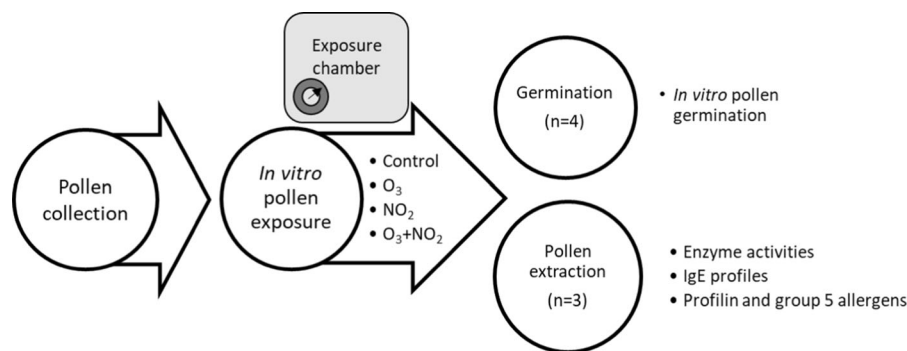 Pollen
collection
Exposure
chamber
In vitro
pollen
exposure
• Control
• O₃
• NO₂
• O₃+NO₂
Germination
(n=4)
• In vitro pollen
germination
Pollen
extraction
(n=3)
• Enzyme activities
• IgE profiles
• Profilin and group 5 allergens